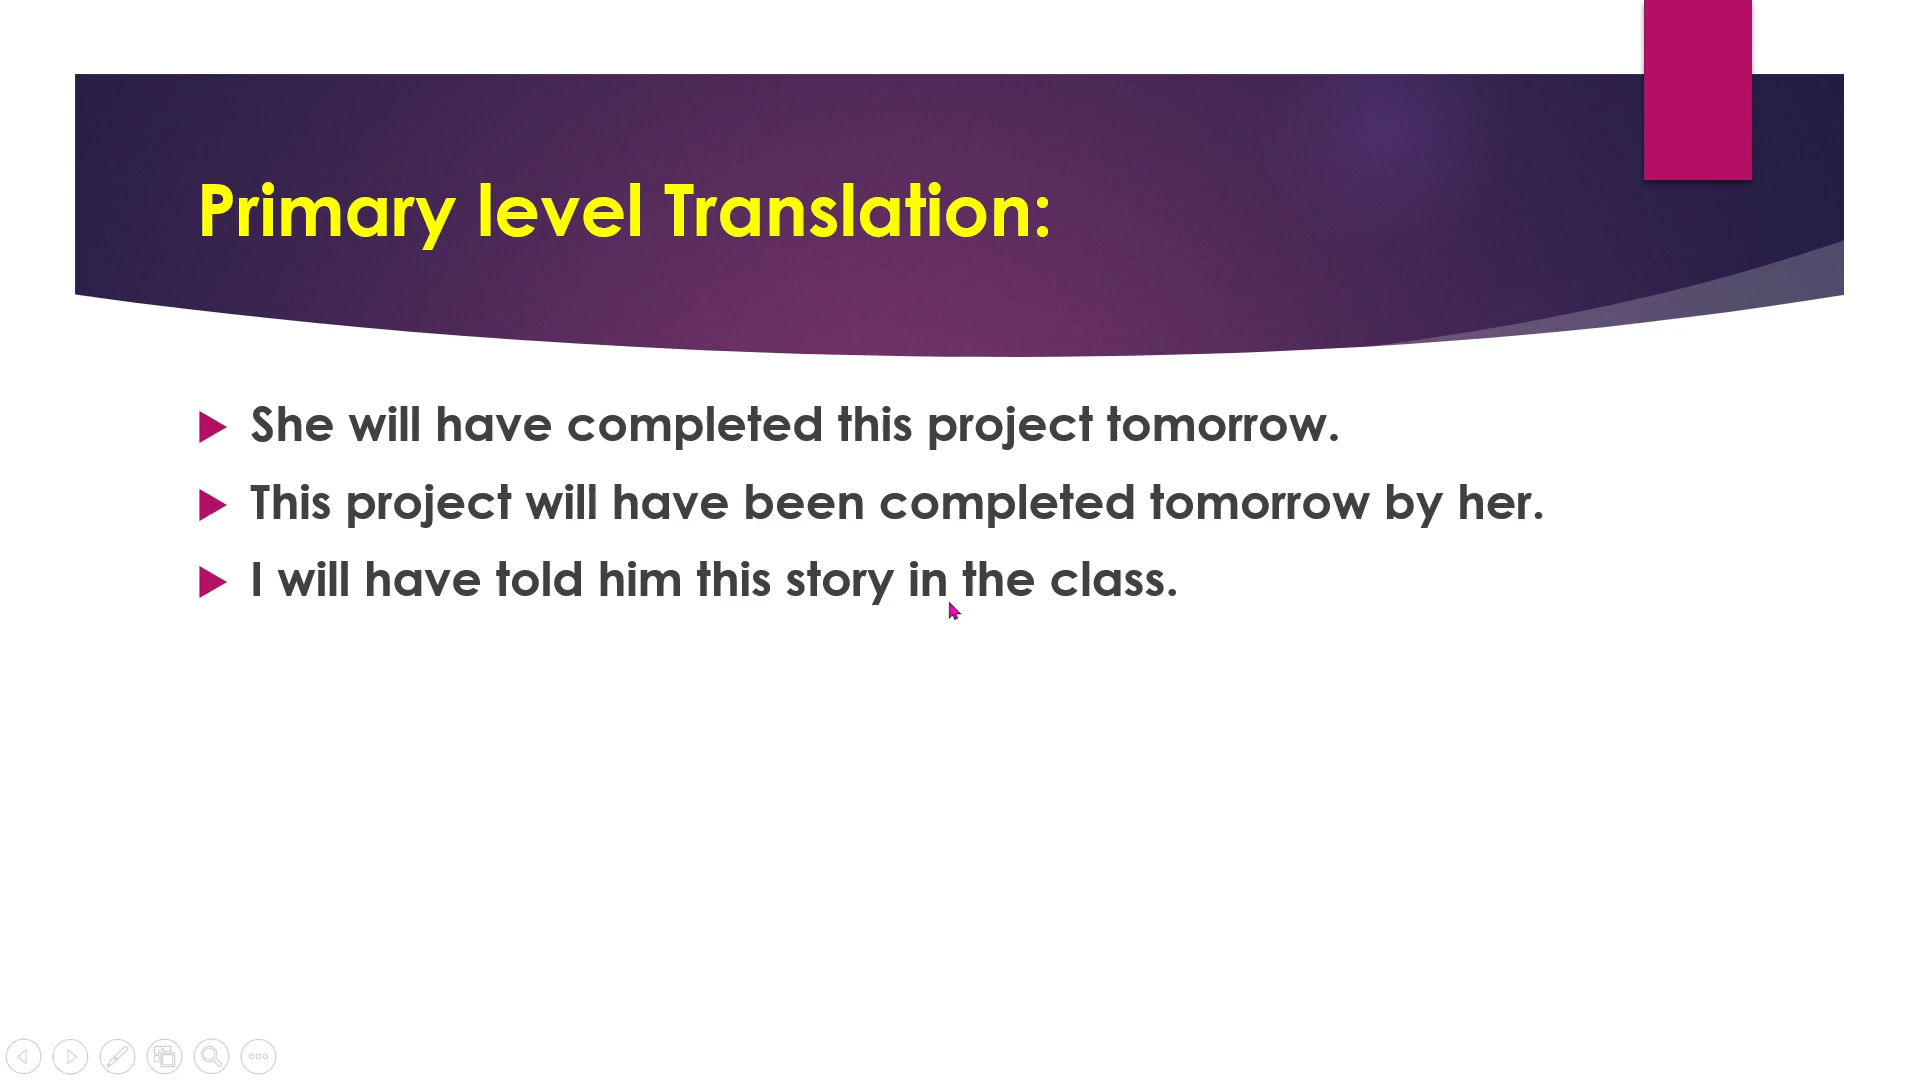 Primary level Translation:
She will have completed this project tomorrow.
This project will have been completed tomorrow by her.
I will have told him this story in the class.